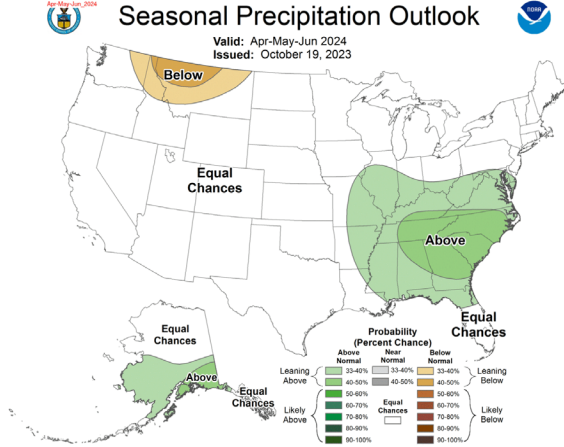 Apr-May-Jun_2024
Seasonal Precipitation Outlook
noaa
Valid: Apr-May-Jun 2024
Issued: October 19, 2023
Below
Equal
Chances
Above
Equal
Chances
Equal
Chances
Above
Equal
Chances
Probability
(Percent Chance)
Above Normal
Near Normal
Below Normal
Leaning Above
33-40%
40-50%
Likely Above
50-60%
60-70%
70-80%
80-90%
90-100%
33-40%
40-50%
Equal Chances
33-40%
40-50%
Leaning Below
50-60%
60-70%
70-80%
80-90%
90-100%
Likely Below